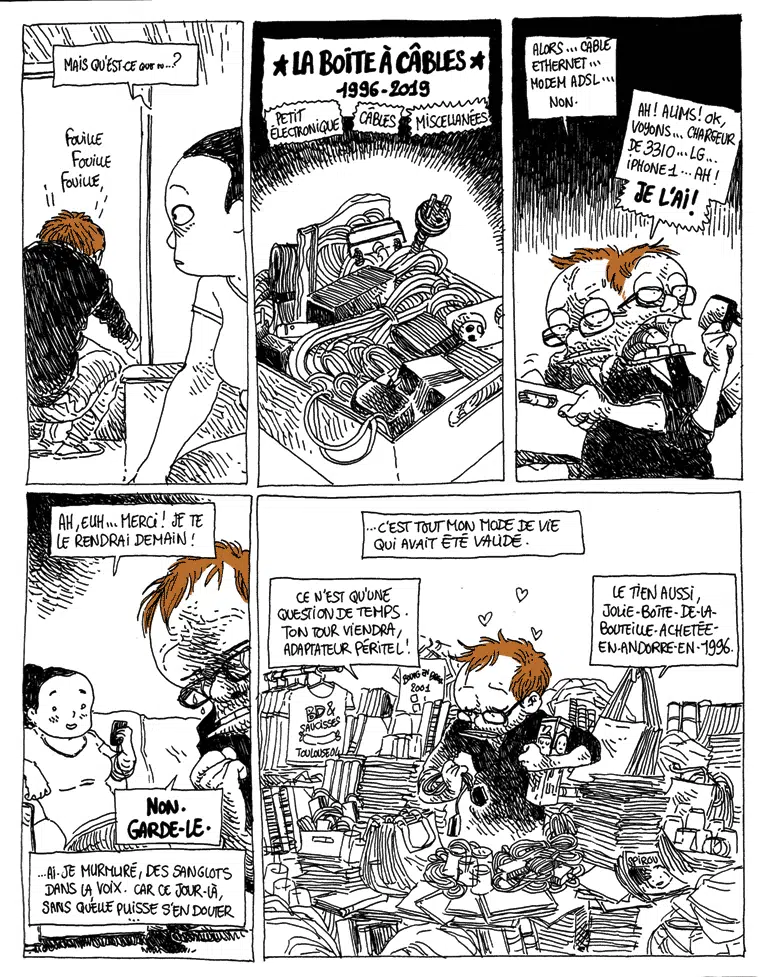 MAIS QU'EST-CE QUE TU...?
FOUILLE
FOUILLE
FOUILLE,
★ LA BOÎTE À CÂBLES ★
1996-2019
PETIT
ÉLECTRONIQUE
CÂBLES
MISCELLANÉES
ALORS... CÂBLE
ETHERNET...
MODEM ADSL...
NON.
AH! ALIMS! OK,
VOYONS... CHARGEUR
DE 3310... LG...
IPHONE 1... AH!
JE L'AI!
AH, EUH... MERCI! JE TE
LE RENDRAI DEMAIN!
NON.
GARDE-LE.
...AI-JE MURMURÉ, DES SANGLOTS
DANS LA VOIX. CAR CE JOUR-LÀ,
SANS QU'ELLE PUISSE S'EN DOUTER
...
...C'EST TOUT MON MODE DE VIE
QUI AVAIT ÉTÉ VALIDÉ.
CE N'EST QU'UNE
QUESTION DE TEMPS.
TON TOUR VIENDRA,
ADAPTATEUR PÉRITEL!
LE TIEN AUSSI,
JOLIE-BOÎTE-DE-LA-
BOUTEILLE-ACHETÉE-
EN-ANDORRE-EN-1996.
2001
BD &
SAUCISSES
TOULOUSE 04
SPIROU